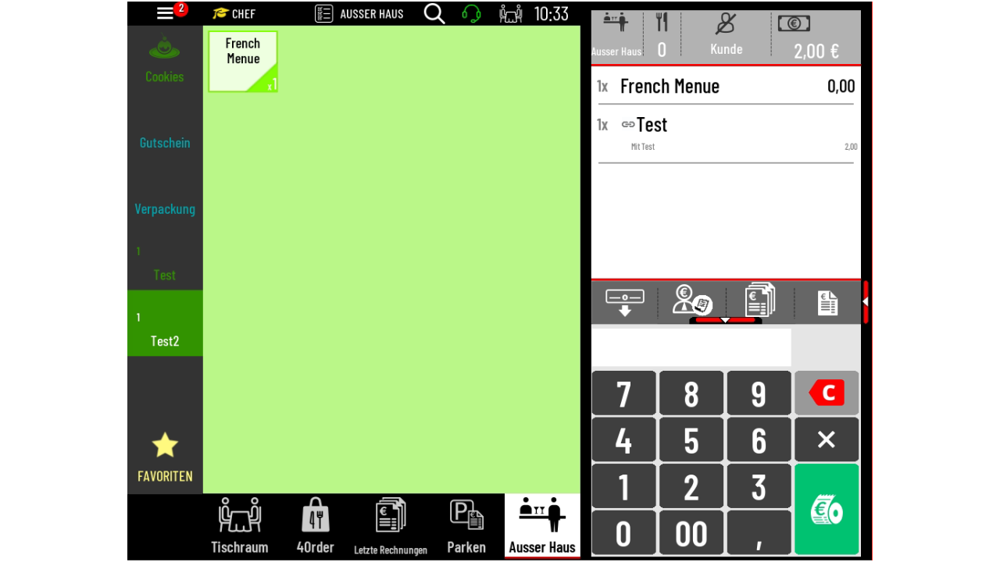 2
CHEF
AUSSER HAUS
10:33
Cookies
Gutschein
Verpackung
1
Test
1
Test2
FAVORITEN
French
Menue
x1
Tischraum
4Order
Letzte Rechnungen
Parken
Ausser Haus
Ausser Haus
0
Kunde
2,00 €
1x French Menue 0,00
1x Test
Mit Test 2,00
7 8 9 C
4 5 6 ×
1 2 3
0 00 ,